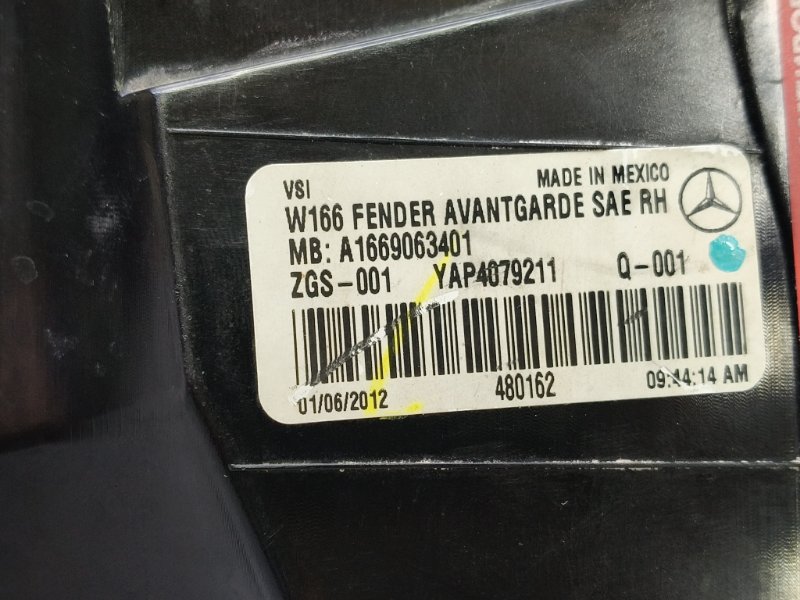 VSI MADE IN MEXICO
W166 FENDER AVANTGARDE SAE RH
MB: A1669063401
ZGS-001 YAP4079211 Q-001
01/06/2012 480162 09:44:14 AM